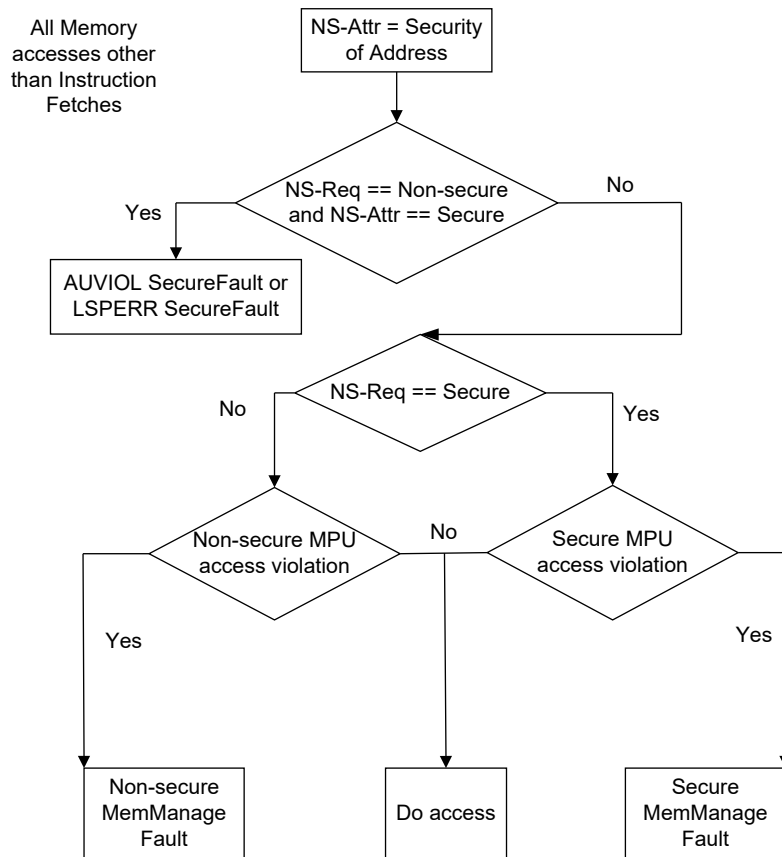 All Memory
accesses other
than Instruction
Fetches
NS-Attr = Security
of Address
NS-Req == Non-secure
and NS-Attr == Secure
Yes
No
AUVIOL SecureFault or
LSPERR SecureFault
NS-Req == Secure
No
Yes
Non-secure MPU
access violation
No
Secure MPU
access violation
Yes
Yes
Non-secure
MemManage
Fault
Do access
Secure
MemManage
Fault